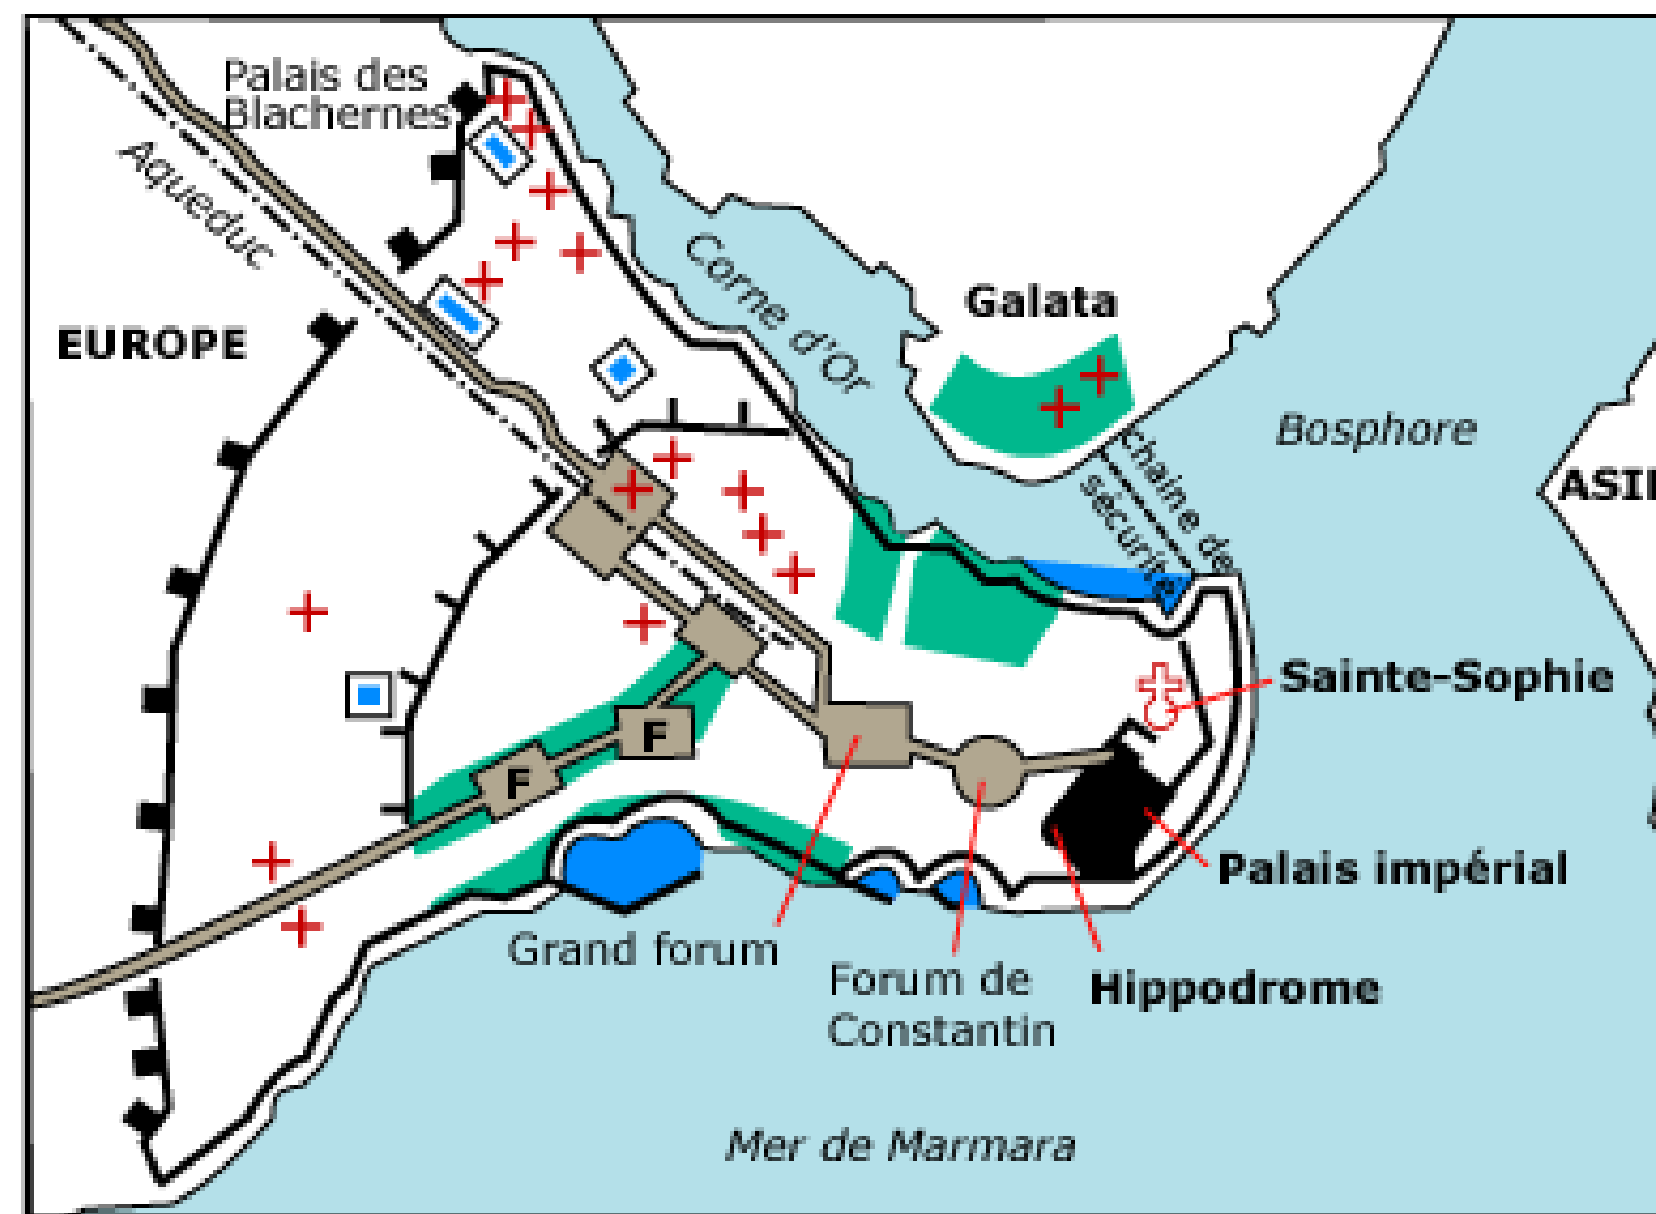 Palais des
Blachernes
Aqueduc
EUROPE
Corne d'Or
Galata
Bosphore
chaine de
sécurité
ASI
Sainte-Sophie
F
F
Palais impérial
Grand forum
Forum de
Constantin
Hippodrome
Mer de Marmara